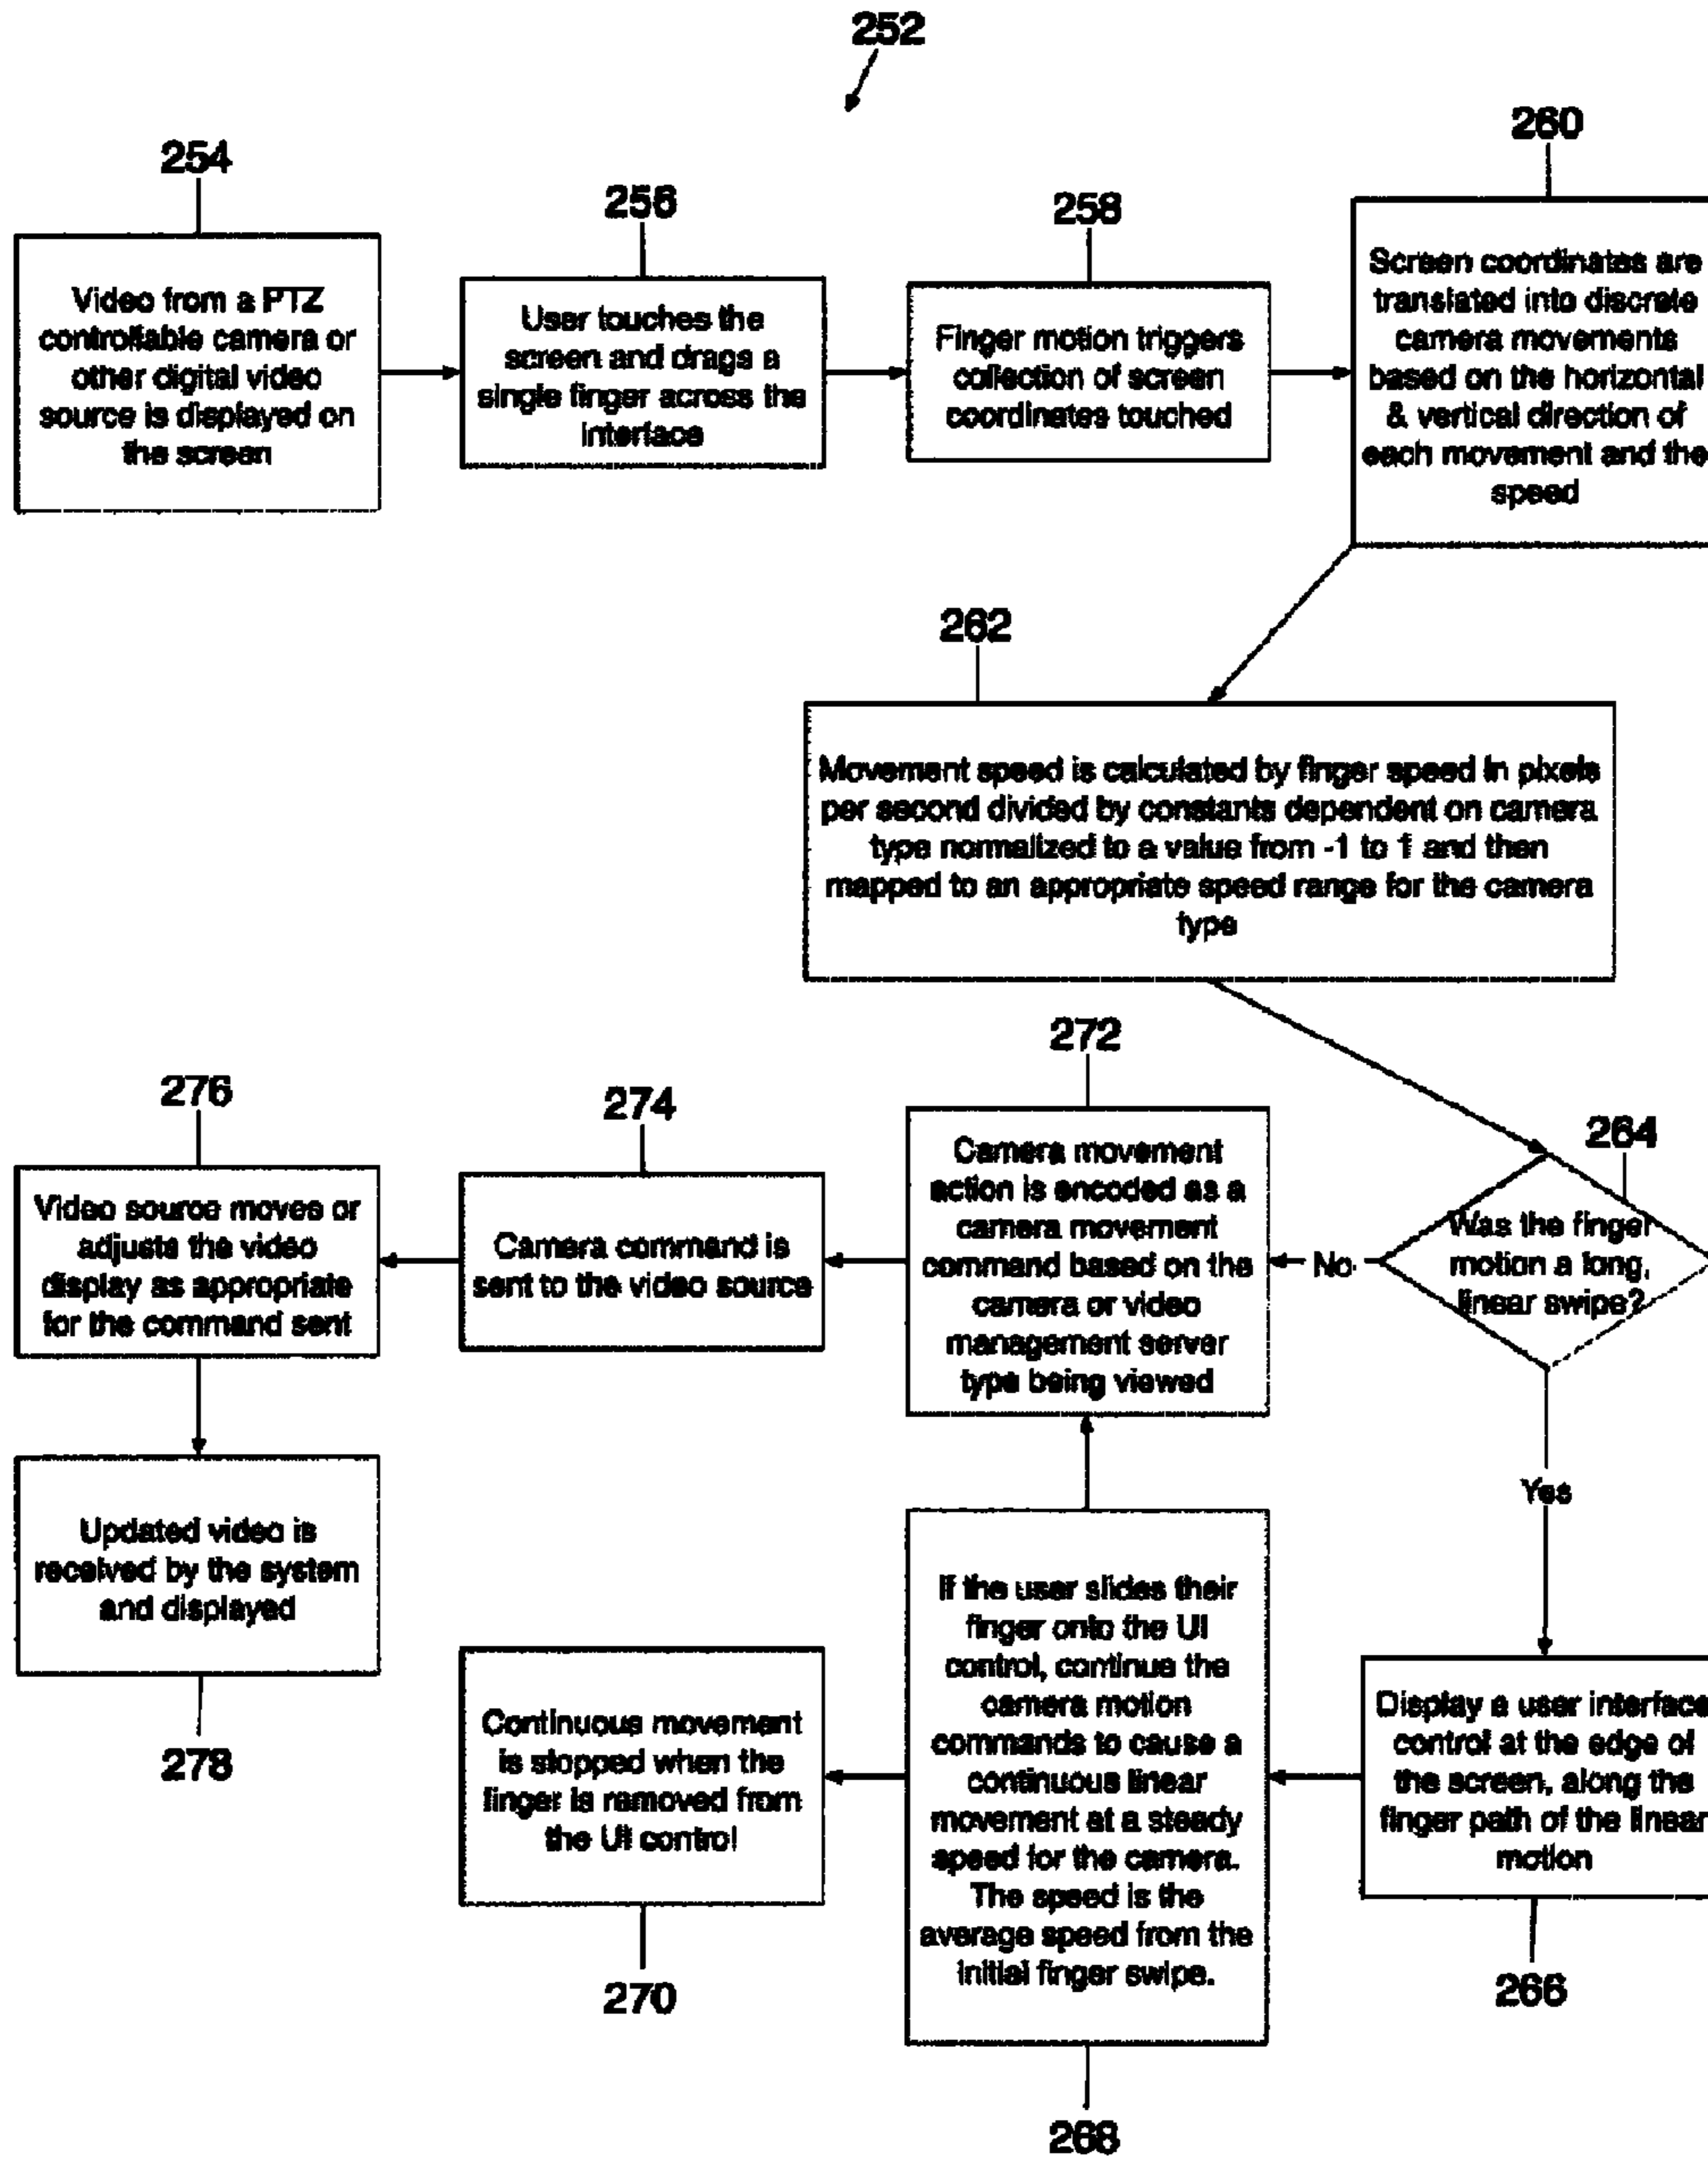 252
254
Video from a PTZ
controllable camera or
other digital video
source is displayed on
the screen
256
User touches the
screen and drags a
single finger across the
interface
258
Finger motion triggers
collection of screen
coordinates touched
260
Screen coordinates are
translated into discrete
camera movements
based on the horizontal
& vertical direction of
each movement and the
speed
262
Movement speed is calculated by finger speed in pixels
per second divided by constants dependent on camera
type normalized to a value from -1 to 1 and then
mapped to an appropriate speed range for the camera
type
264
Was the finger
motion a long,
linear swipe?
No
Yes
272
Camera movement
action is encoded as a
camera movement
command based on the
camera or video
management server
type being viewed
274
Camera command is
sent to the video source
276
Video source moves or
adjusts the video
display as appropriate
for the command sent
Updated video is
received by the system
and displayed
278
Display a user interface
control at the edge of
the screen, along the
finger path of the linear
motion
266
If the user slides their
finger onto the UI
control, continue the
camera motion
commands to cause a
continuous linear
movement at a steady
speed for the camera.
The speed is the
average speed from the
initial finger swipe.
268
Continuous movement
is stopped when the
finger is removed from
the UI control
270